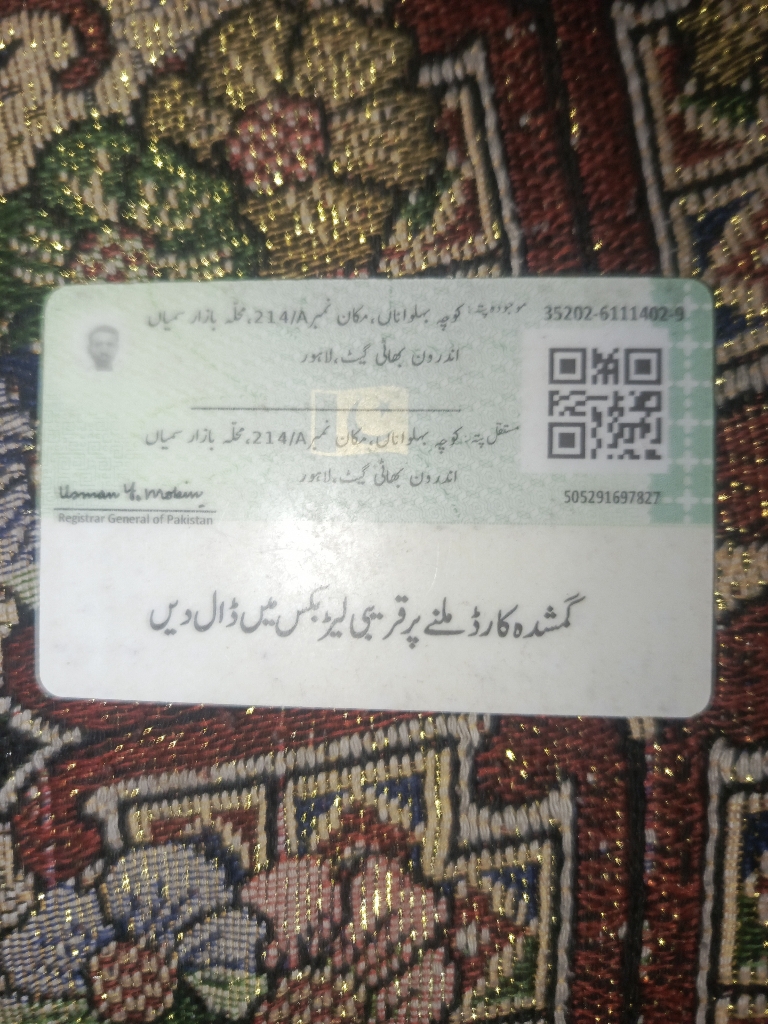 موجودہ پتہ: کوچہ پہلواناں، مکان نمبر 214/A، محلّہ بازار سمیاں
اندرون بھاٹی گیٹ، لاہور
35202-6111402-9
مستقل پتہ: کوچہ پہلواناں، مکان نمبر 214/A، محلّہ بازار سمیاں
اندرون بھاٹی گیٹ، لاہور
505291697827
Usman Y. Mobin
Registrar General of Pakistan
گمشدہ کارڈ ملنے پر قریبی لیٹر بکس میں ڈال دیں